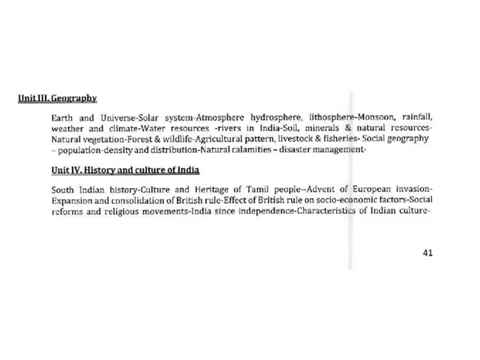 Unit III. Geography
Earth and Universe-Solar system-Atmosphere hydrosphere, lithosphere-Monsoon, rainfall,
weather and climate-Water resources -rivers in India-Soil, minerals & natural resources-
Natural vegetation-Forest & wildlife-Agricultural pattern, livestock & fisheries- Social geography
– population-density and distribution-Natural calamities – disaster management-
Unit IV. History and culture of India
South Indian history-Culture and Heritage of Tamil people–Advent of European invasion-
Expansion and consolidation of British rule-Effect of British rule on socio-economic factors-Social
reforms and religious movements-India since independence-Characteristics of Indian culture-
41